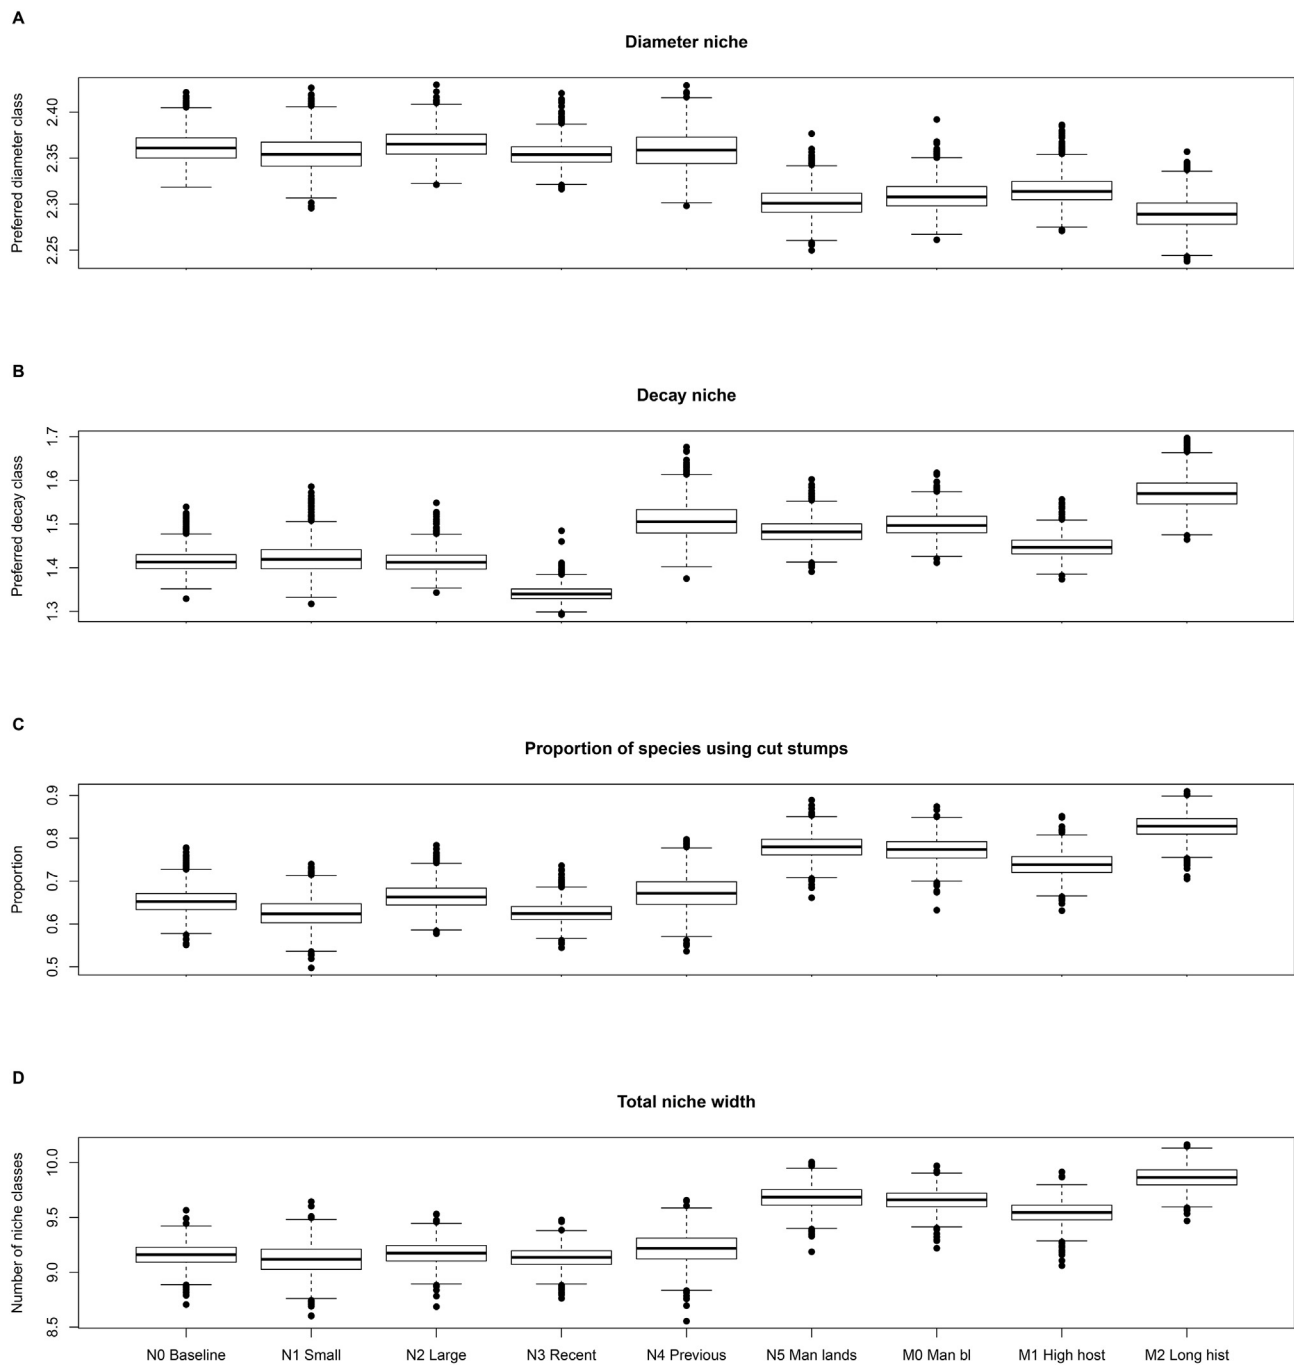 A
Diameter niche
Preferred diameter class
2.40
2.35
2.30
2.25
B
Decay niche
Preferred decay class
1.7
1.6
1.5
1.4
1.3
C
Proportion of species using cut stumps
Proportion
0.9
0.8
0.7
0.6
0.5
D
Total niche width
Number of niche classes
10.0
9.5
9.0
8.5
N0 Baseline N1 Small N2 Large N3 Recent N4 Previous N5 Man lands M0 Man bl M1 High host M2 Long hist